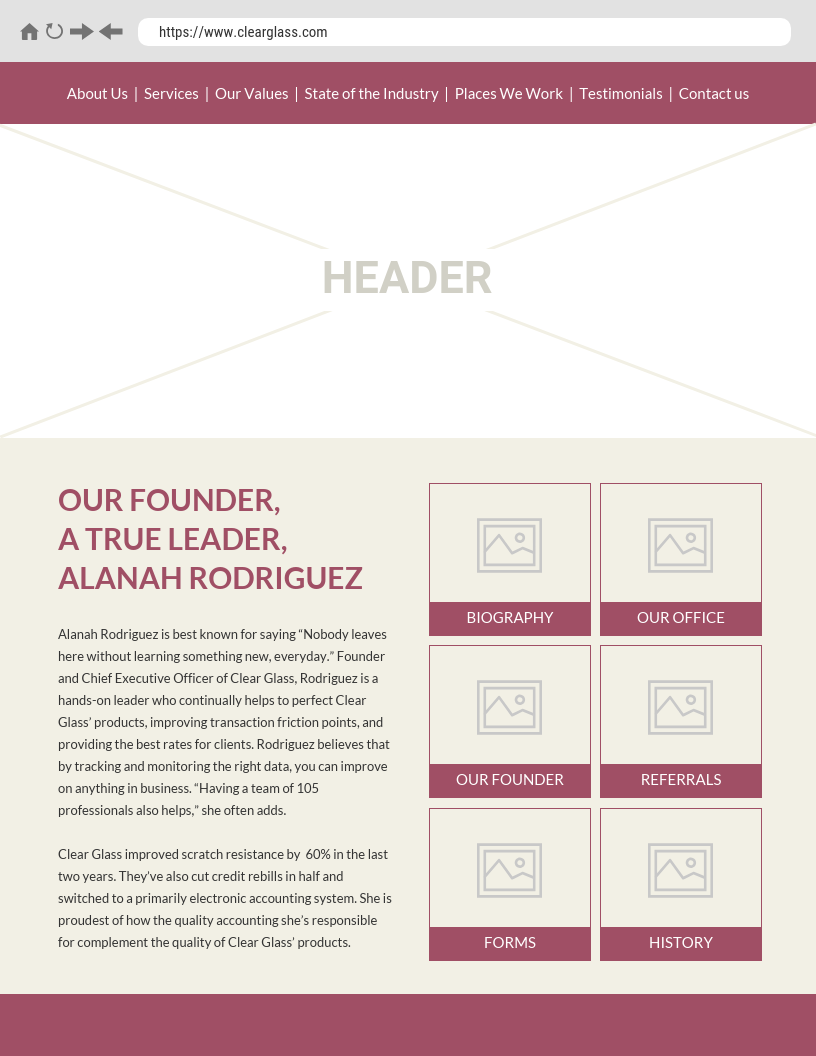 https://www.clearglass.com
About Us | Services | Our Values | State of the Industry | Places We Work | Testimonials | Contact us
HEADER
OUR FOUNDER,
A TRUE LEADER,
ALANAH RODRIGUEZ
Alanah Rodriguez is best known for saying “Nobody leaves
here without learning something new, everyday.” Founder
and Chief Executive Officer of Clear Glass, Rodriguez is a
hands-on leader who continually helps to perfect Clear
Glass’ products, improving transaction friction points, and
providing the best rates for clients. Rodriguez believes that
by tracking and monitoring the right data, you can improve
on anything in business. “Having a team of 105
professionals also helps,” she often adds.
Clear Glass improved scratch resistance by  60% in the last
two years. They’ve also cut credit rebills in half and
switched to a primarily electronic accounting system. She is
proudest of how the quality accounting she’s responsible
for complement the quality of Clear Glass’ products.
BIOGRAPHY
OUR OFFICE
OUR FOUNDER
REFERRALS
FORMS
HISTORY